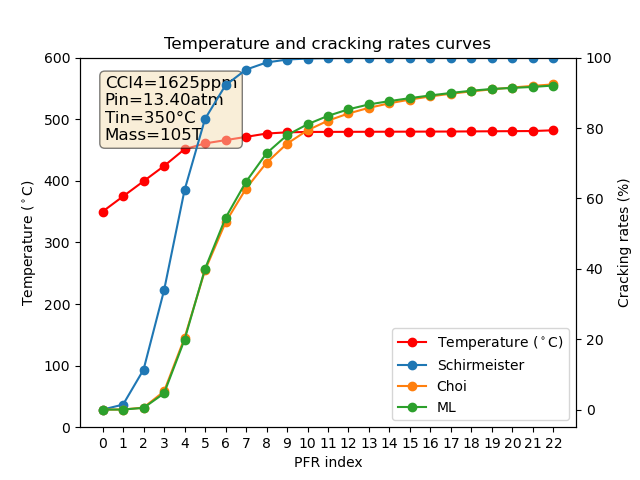 Temperature and cracking rates curves
CCl4=1625ppm
Pin=13.40atm
Tin=350°C
Mass=105T
600
500
400
300
200
100
0
Temperature (°C)
100
80
60
40
20
0
Cracking rates (%)
Temperature (°C)
Schirmeister
Choi
ML
0 1 2 3 4 5 6 7 8 9 10 11 12 13 14 15 16 17 18 19 20 21 22
PFR index